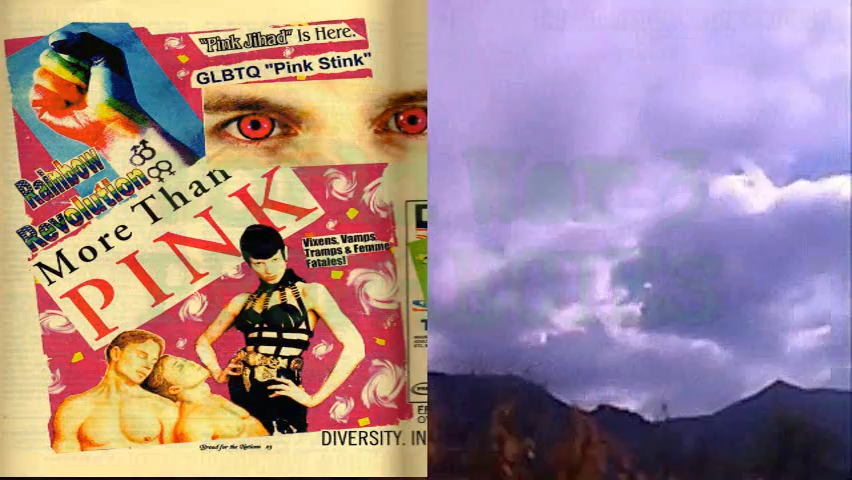 "Pink Jihad" Is Here.
GLBTQ "Pink Stink"
Rainbow
Revolution
More Than
PINK
Vixens, Vamps,
Tramps & Femme
Fatales!
Bread for the Nations
DIVERSITY. IN